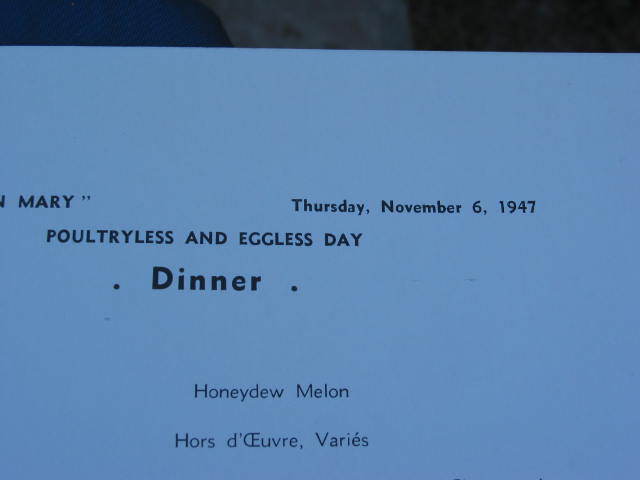 N MARY" Thursday, November 6, 1947
POULTRYLESS AND EGGLESS DAY
. Dinner .
Honeydew Melon
Hors d'Œuvre, Variés